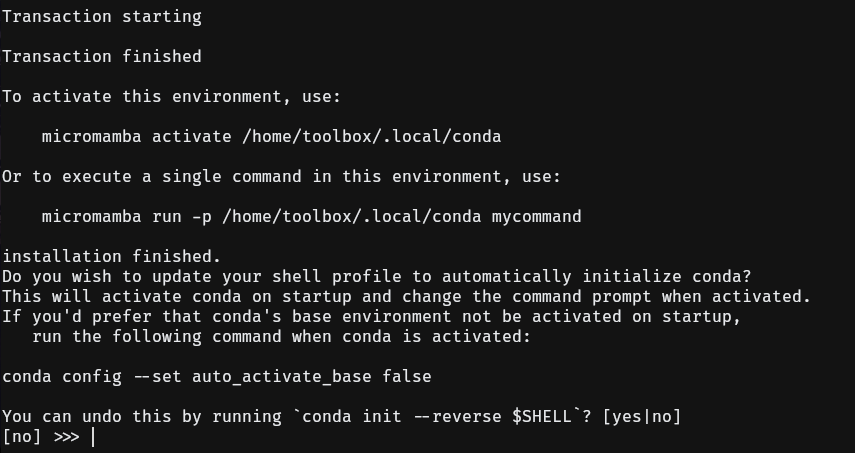 Transaction starting
Transaction finished
To activate this environment, use:
micromamba activate /home/toolbox/.local/conda
Or to execute a single command in this environment, use:
micromamba run -p /home/toolbox/.local/conda mycommand
installation finished.
Do you wish to update your shell profile to automatically initialize conda?
This will activate conda on startup and change the command prompt when activated.
If you'd prefer that conda's base environment not be activated on startup,
run the following command when conda is activated:
conda config --set auto_activate_base false
You can undo this by running `conda init --reverse $SHELL`? [yes|no]
[no] >>>